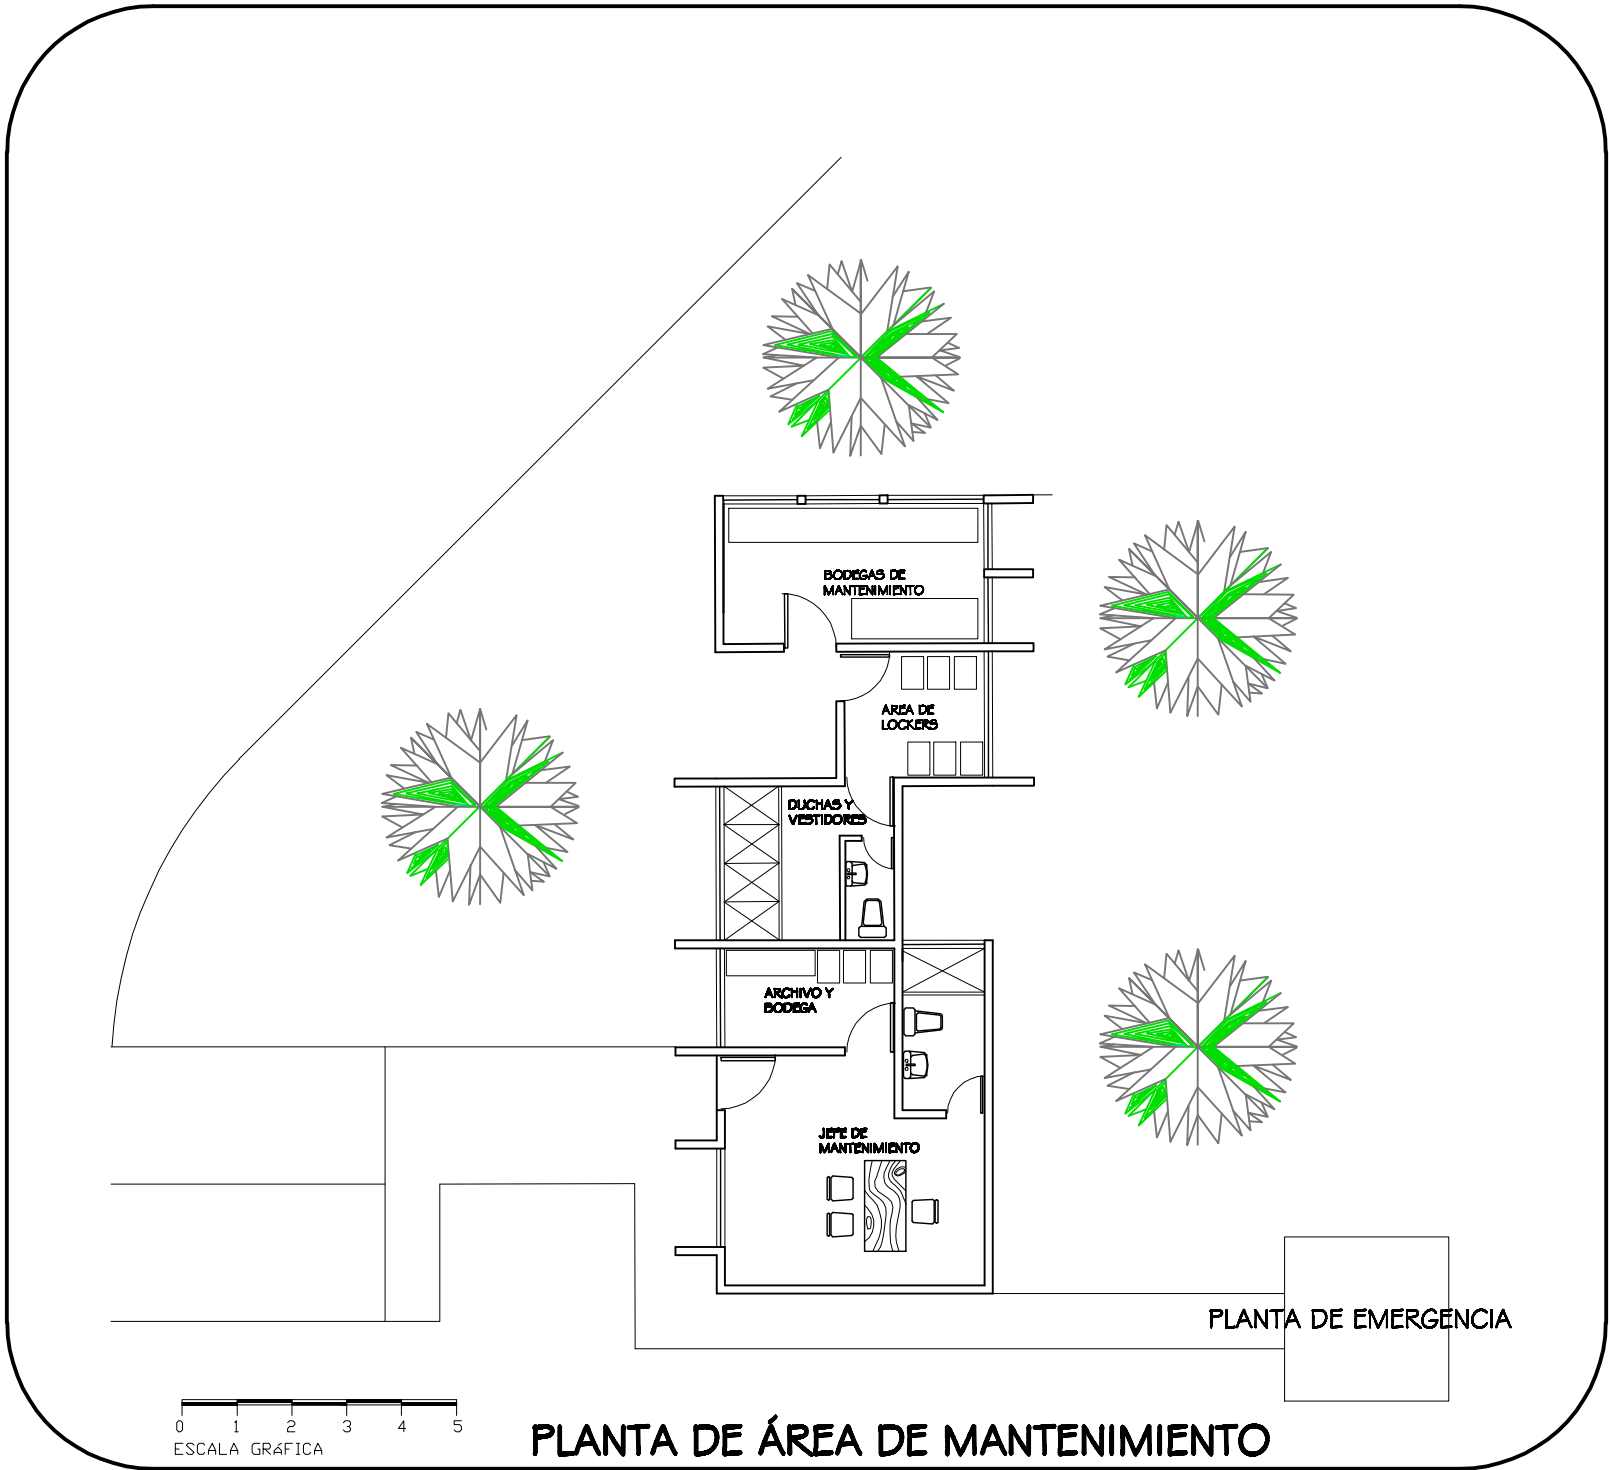 BODEGAS DE
MANTENIMIENTO
AREA DE
LOCKERS
DUCHAS Y
VESTIDORES
ARCHIVO Y
BODEGA
JEFE DE
MANTENIMIENTO
PLANTA DE EMERGENCIA
0 1 2 3 4 5
ESCALA GRáFICA
PLANTA DE ÁREA DE MANTENIMIENTO